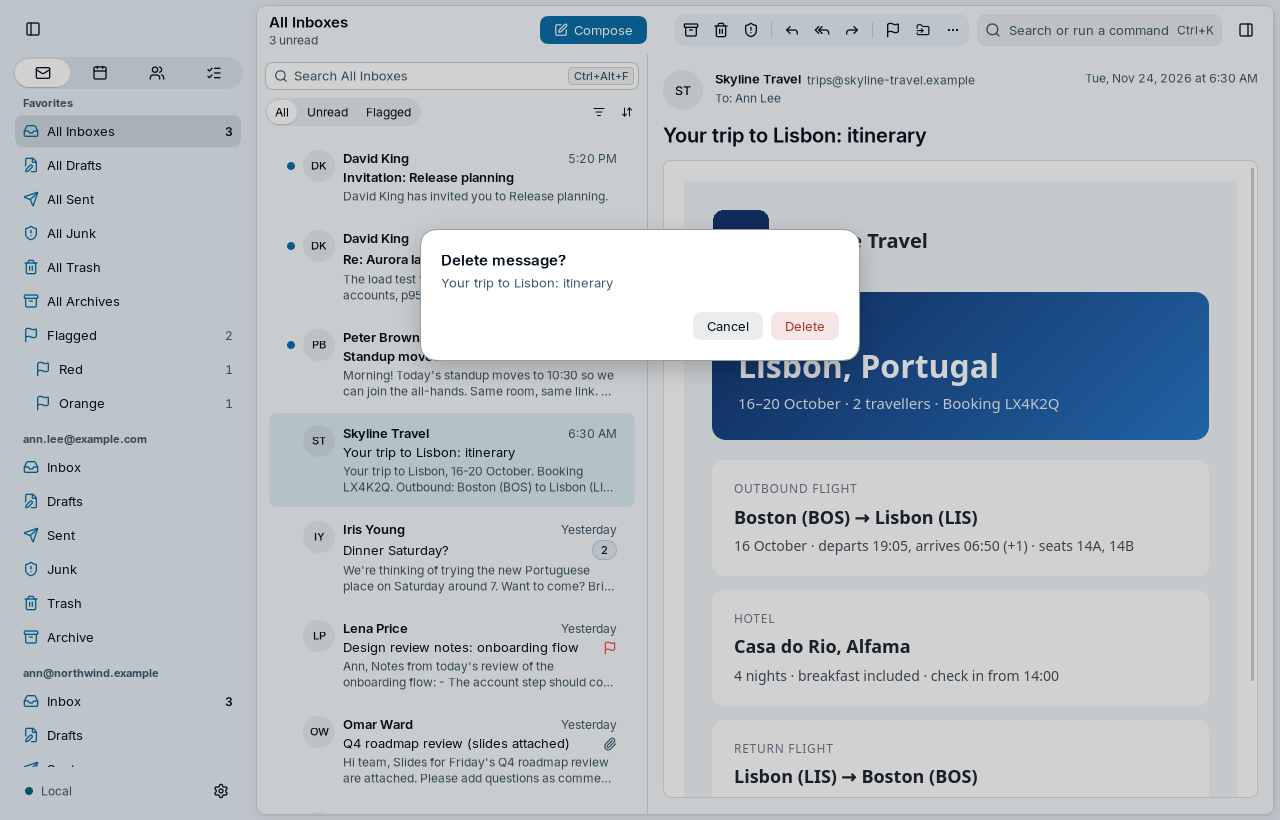 All Inboxes
3 unread
Compose
Search or run a command Ctrl+K
Favorites
All Inboxes 3
All Drafts
All Sent
All Junk
All Trash
All Archives
Flagged 2
Red 1
Orange 1
ann.lee@example.com
Inbox
Drafts
Sent
Junk
Trash
Archive
ann@northwind.example
Inbox 3
Drafts
Local
Search All Inboxes Ctrl+Alt+F
All Unread Flagged
DK David King 5:20 PM
Invitation: Release planning
David King has invited you to Release planning.
DK David King
Re: Aurora
The load test
accounts, p95
PB Peter Brown
Standup
Morning! Today's standup moves to 10:30 so we
can join the all-hands. Same room, same link. ...
ST Skyline Travel 6:30 AM
Your trip to Lisbon: itinerary
Your trip to Lisbon, 16-20 October. Booking
LX4K2Q. Outbound: Boston (BOS) to Lisbon (LI...
IY Iris Young Yesterday
Dinner Saturday? 2
We're thinking of trying the new Portuguese
place on Saturday around 7. Want to come? Bri...
LP Lena Price Yesterday
Design review notes: onboarding flow
Ann, Notes from today's review of the
onboarding flow: - The account step should co...
OW Omar Ward Yesterday
Q4 roadmap review (slides attached)
Hi team, Slides for Friday's Q4 roadmap review
are attached. Please add questions as comme...
Delete message?
Your trip to Lisbon: itinerary
Cancel Delete
ST Skyline Travel trips@skyline-travel.example Tue, Nov 24, 2026 at 6:30 AM
To: Ann Lee
Your trip to Lisbon: itinerary
Travel
Lisbon, Portugal
16–20 October · 2 travellers · Booking LX4K2Q
OUTBOUND FLIGHT
Boston (BOS) → Lisbon (LIS)
16 October · departs 19:05, arrives 06:50 (+1) · seats 14A, 14B
HOTEL
Casa do Rio, Alfama
4 nights · breakfast included · check in from 14:00
RETURN FLIGHT
Lisbon (LIS) → Boston (BOS)